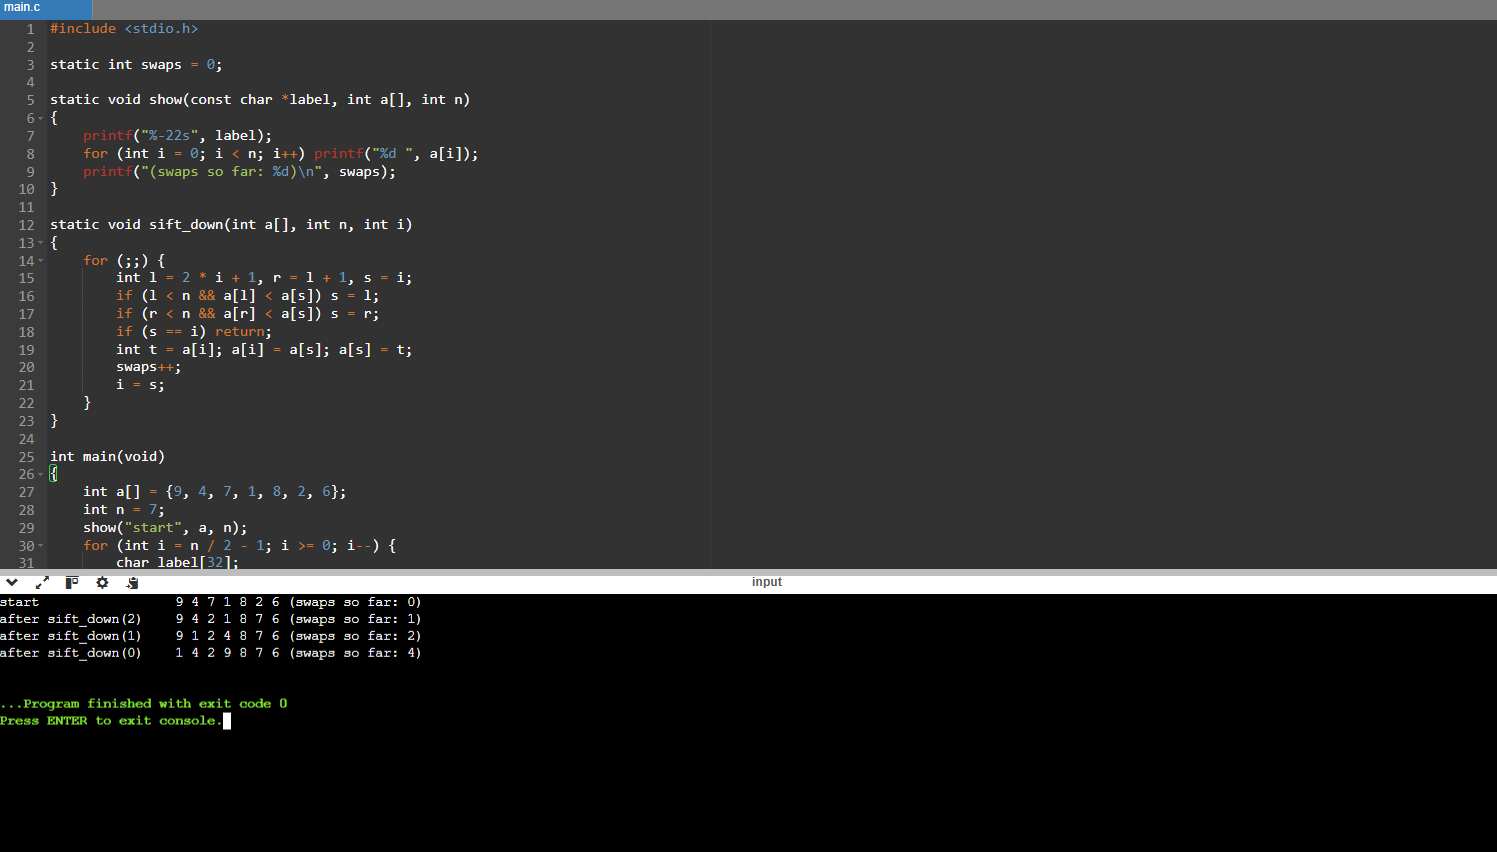 main.c
1 #include <stdio.h>
2
3 static int swaps = 0;
4
5 static void show(const char *label, int a[], int n)
6 {
7     printf("%-22s", label);
8     for (int i = 0; i < n; i++) printf("%d ", a[i]);
9     printf("(swaps so far: %d)\n", swaps);
10 }
11
12 static void sift_down(int a[], int n, int i)
13 {
14     for (;;) {
15         int l = 2 * i + 1, r = l + 1, s = i;
16         if (l < n && a[l] < a[s]) s = l;
17         if (r < n && a[r] < a[s]) s = r;
18         if (s == i) return;
19         int t = a[i]; a[i] = a[s]; a[s] = t;
20         swaps++;
21         i = s;
22     }
23 }
24
25 int main(void)
26 {
27     int a[] = {9, 4, 7, 1, 8, 2, 6};
28     int n = 7;
29     show("start", a, n);
30     for (int i = n / 2 - 1; i >= 0; i--) {
31         char label[32];
input
start                 9 4 7 1 8 2 6 (swaps so far: 0)
after sift_down(2)    9 4 2 1 8 7 6 (swaps so far: 1)
after sift_down(1)    9 1 2 4 8 7 6 (swaps so far: 2)
after sift_down(0)    1 4 2 9 8 7 6 (swaps so far: 4)
...Program finished with exit code 0
Press ENTER to exit console.